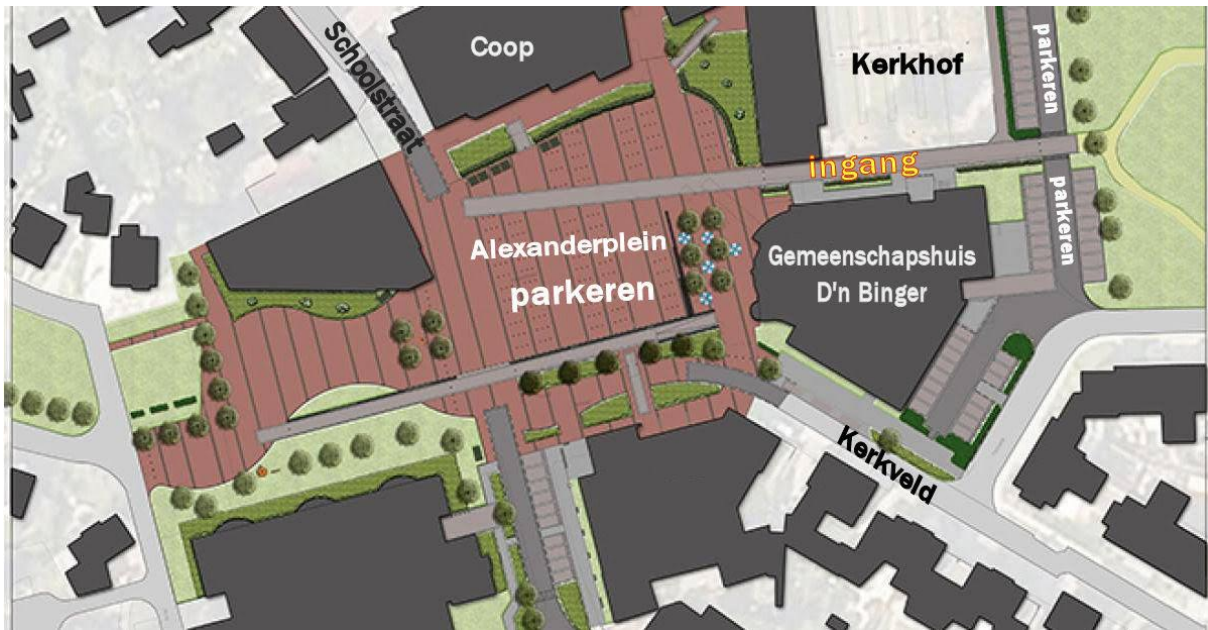 Schoolstraat
Coop
Kerkhof
parkeren
ingang
parkeren
Alexanderplein
parkeren
Gemeenschapshuis
D'n Binger
Kerkveld